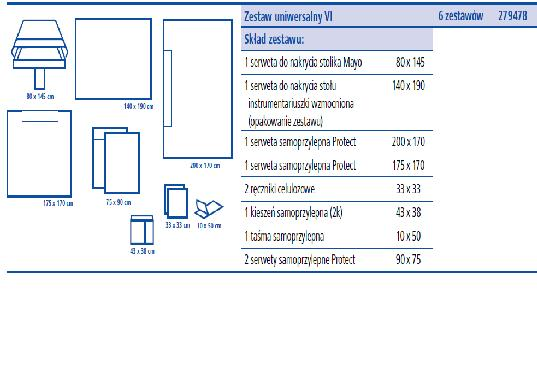 80 x 145 cm
140 x 190 cm
200 x 170 cm
175 x 170 cm
75 x 90 cm
33 x 33 cm
10 x 50 cm
43 x 38 cm
Zestaw uniwersalny VI 6 zestawów 279478
Skład zestawu:
1 serweta do nakrycia stolika Mayo 80 x 145
1 serweta do nakrycia stołu 140 x 190
instrumentariuszki wzmocniona
(opakowanie zestawu)
1 serweta samoprzylepna Protect 200 x 170
1 serweta samoprzylepna Protect 175 x 170
2 ręczniki celulozowe 33 x 33
1 kieszeń samoprzylepna (2k) 43 x 38
1 taśma samoprzylepna 10 x 50
2 serwety samoprzylepne Protect 90 x 75